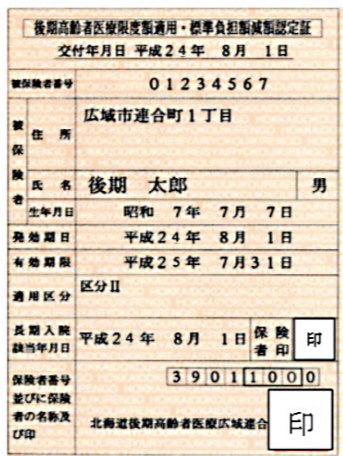 後期高齢者医療限度額適用・標準負担額減額認定証
交付年月日 平成24年 8月 1日
被保険者番号 01234567
被保険者
住所 広域市連合町1丁目
氏名 後期 太郎 男
生年月日 昭和 7年 7月 7日
発効期日 平成24年 8月 1日
有効期限 平成25年 7月31日
適用区分 区分Ⅱ
長期入院該当年月日 平成24年 8月 1日 保険者印 印
保険者番号並びに保険者の名称及び印 39011000
北海道後期高齢者医療広域連合 印